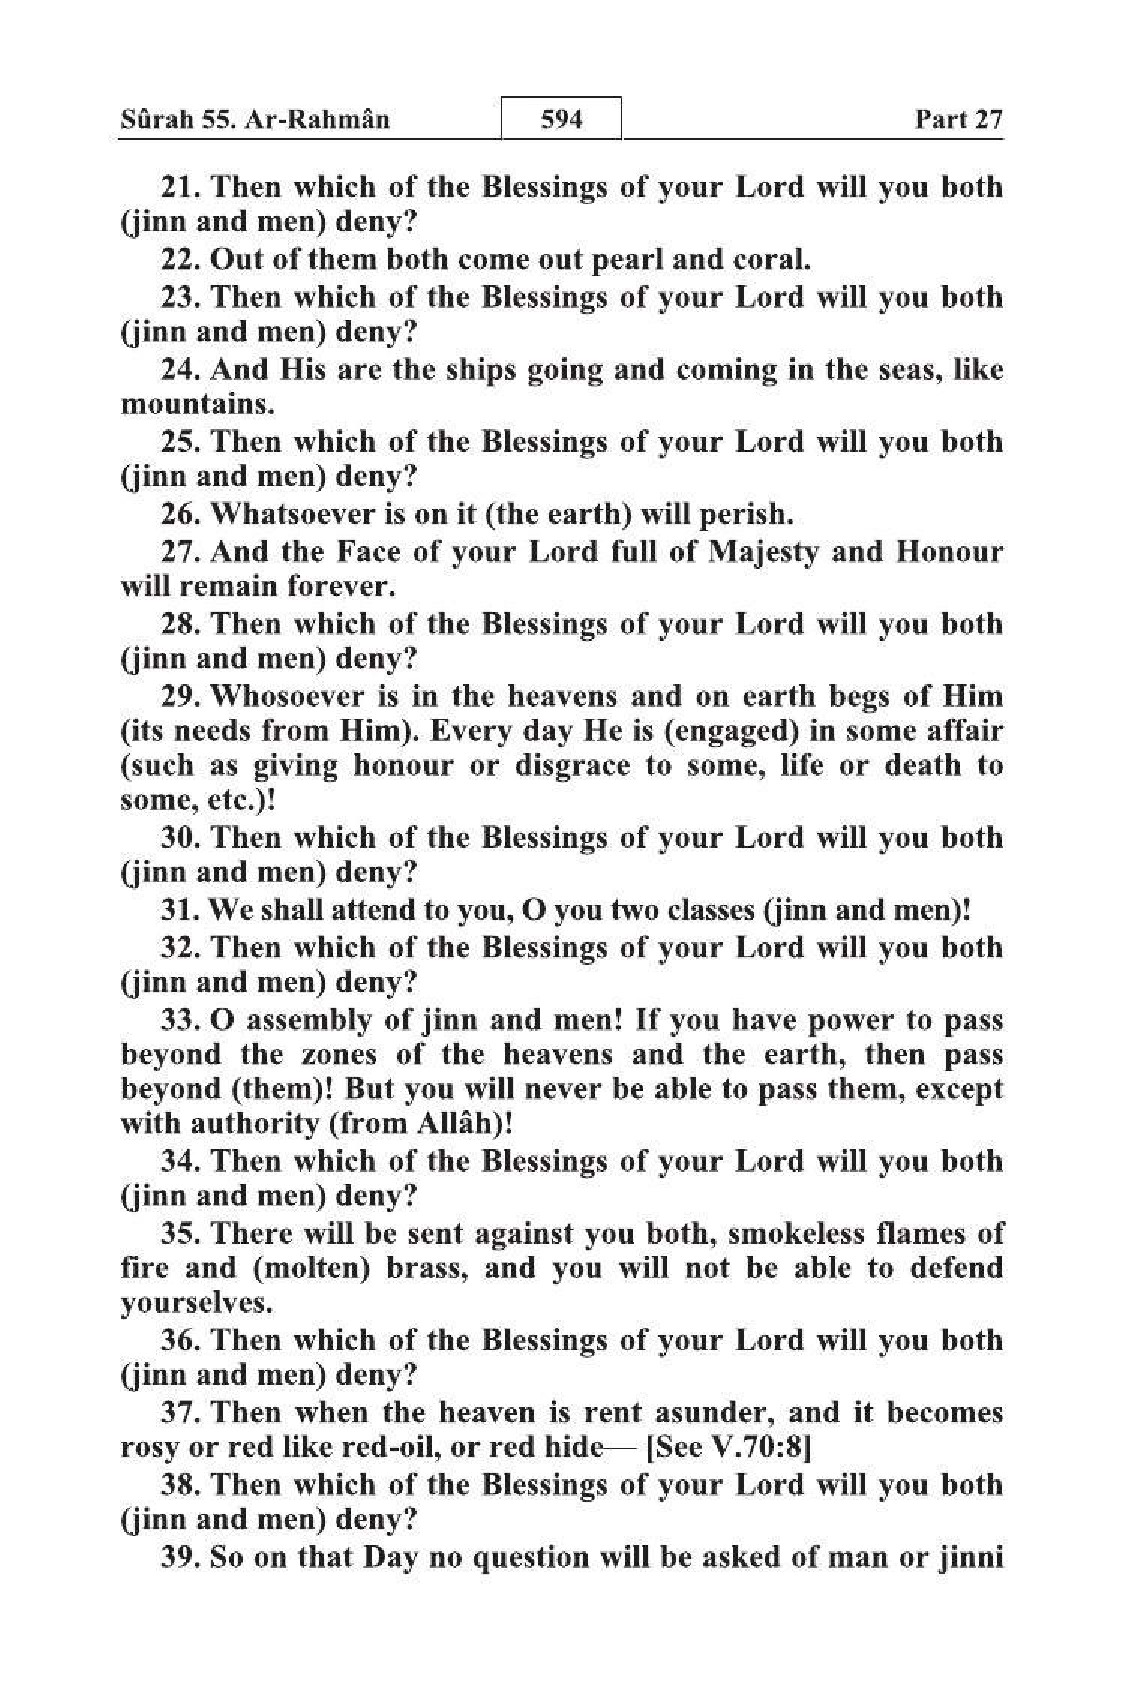 Sûrah 55. Ar-Rahmân 594 Part 27
21. Then which of the Blessings of your Lord will you both
(jinn and men) deny?
22. Out of them both come out pearl and coral.
23. Then which of the Blessings of your Lord will you both
(jinn and men) deny?
24. And His are the ships going and coming in the seas, like
mountains.
25. Then which of the Blessings of your Lord will you both
(jinn and men) deny?
26. Whatsoever is on it (the earth) will perish.
27. And the Face of your Lord full of Majesty and Honour
will remain forever.
28. Then which of the Blessings of your Lord will you both
(jinn and men) deny?
29. Whosoever is in the heavens and on earth begs of Him
(its needs from Him). Every day He is (engaged) in some affair
(such as giving honour or disgrace to some, life or death to
some, etc.)!
30. Then which of the Blessings of your Lord will you both
(jinn and men) deny?
31. We shall attend to you, O you two classes (jinn and men)!
32. Then which of the Blessings of your Lord will you both
(jinn and men) deny?
33. O assembly of jinn and men! If you have power to pass
beyond the zones of the heavens and the earth, then pass
beyond (them)! But you will never be able to pass them, except
with authority (from Allâh)!
34. Then which of the Blessings of your Lord will you both
(jinn and men) deny?
35. There will be sent against you both, smokeless flames of
fire and (molten) brass, and you will not be able to defend
yourselves.
36. Then which of the Blessings of your Lord will you both
(jinn and men) deny?
37. Then when the heaven is rent asunder, and it becomes
rosy or red like red-oil, or red hide— [See V.70:8]
38. Then which of the Blessings of your Lord will you both
(jinn and men) deny?
39. So on that Day no question will be asked of man or jinni